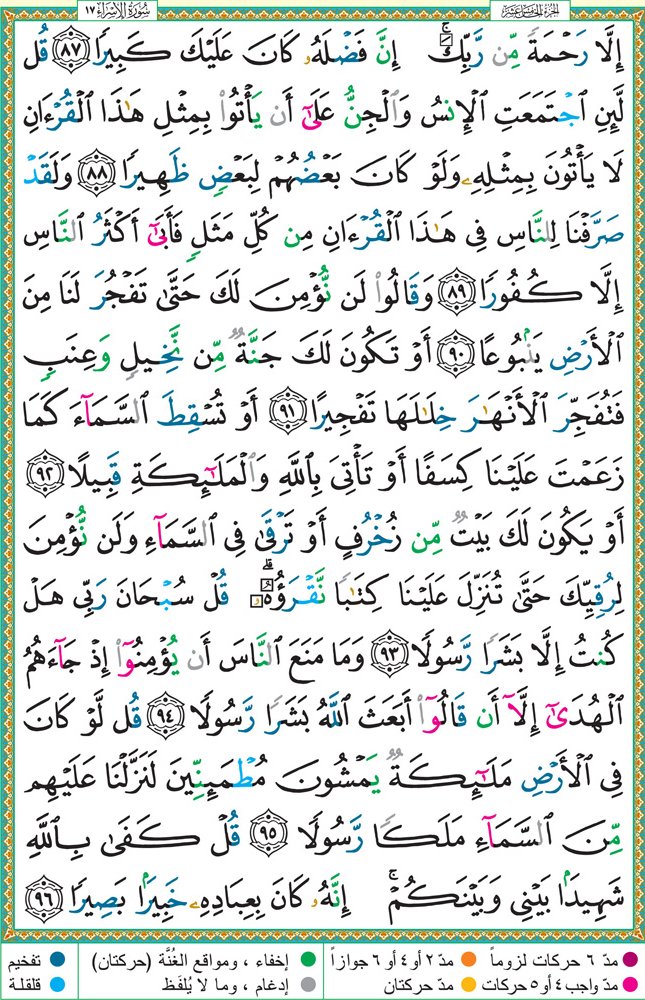 الجزء الخامس عشر
سُورَةُ الإِسۡرَاءِ ١٧
إِلَّا رَحۡمَةٗ مِّن رَّبِّكَۚ إِنَّ فَضۡلَهُۥ كَانَ عَلَيۡكَ كَبِيرٗا ٨٧ قُل
لَّئِنِ ٱجۡتَمَعَتِ ٱلۡإِنسُ وَٱلۡجِنُّ عَلَىٰٓ أَن يَأۡتُواْ بِمِثۡلِ هَٰذَا ٱلۡقُرۡءَانِ
لَا يَأۡتُونَ بِمِثۡلِهِۦ وَلَوۡ كَانَ بَعۡضُهُمۡ لِبَعۡضٖ ظَهِيرٗا ٨٨ وَلَقَدۡ
صَرَّفۡنَا لِلنَّاسِ فِي هَٰذَا ٱلۡقُرۡءَانِ مِن كُلِّ مَثَلٖ فَأَبَىٰٓ أَكۡثَرُ ٱلنَّاسِ
إِلَّا كُفُورٗا ٨٩ وَقَالُواْ لَن نُّؤۡمِنَ لَكَ حَتَّىٰ تَفۡجُرَ لَنَا مِنَ
ٱلۡأَرۡضِ يَنۢبُوعًا ٩٠ أَوۡ تَكُونَ لَكَ جَنَّةٞ مِّن نَّخِيلٖ وَعِنَبٖ
فَتُفَجِّرَ ٱلۡأَنۡهَٰرَ خِلَٰلَهَا تَفۡجِيرًا ٩١ أَوۡ تُسۡقِطَ ٱلسَّمَآءَ كَمَا
زَعَمۡتَ عَلَيۡنَا كِسَفًا أَوۡ تَأۡتِيَ بِٱللَّهِ وَٱلۡمَلَٰٓئِكَةِ قَبِيلًا ٩٢
أَوۡ يَكُونَ لَكَ بَيۡتٞ مِّن زُخۡرُفٍ أَوۡ تَرۡقَىٰ فِي ٱلسَّمَآءِ وَلَن نُّؤۡمِنَ
لِرُقِيِّكَ حَتَّىٰ تُنَزِّلَ عَلَيۡنَا كِتَٰبٗا نَّقۡرَؤُهُۥۗ قُلۡ سُبۡحَانَ رَبِّي هَلۡ
كُنتُ إِلَّا بَشَرٗا رَّسُولٗا ٩٣ وَمَا مَنَعَ ٱلنَّاسَ أَن يُؤۡمِنُوٓاْ إِذۡ جَآءَهُمُ
ٱلۡهُدَىٰٓ إِلَّآ أَن قَالُوٓاْ أَبَعَثَ ٱللَّهُ بَشَرٗا رَّسُولٗا ٩٤ قُل لَّوۡ كَانَ
فِي ٱلۡأَرۡضِ مَلَٰٓئِكَةٞ يَمۡشُونَ مُطۡمَئِنِّينَ لَنَزَّلۡنَا عَلَيۡهِم
مِّنَ ٱلسَّمَآءِ مَلَكٗا رَّسُولٗا ٩٥ قُلۡ كَفَىٰ بِٱللَّهِ
شَهِيدَۢا بَيۡنِي وَبَيۡنَكُمۡۚ إِنَّهُۥ كَانَ بِعِبَادِهِۦ خَبِيرَۢا بَصِيرٗا ٩٦
مدّ ٦ حركات لزوماً مدّ ٢ أو ٤ أو ٦ جوازاً إخفاء ، ومواقع الغُنَّة (حركتان) تفخيم
مدّ واجب ٤ أو ٥ حركات مدّ حركتان إدغام ، وما لا يُلفَظ قلقلة